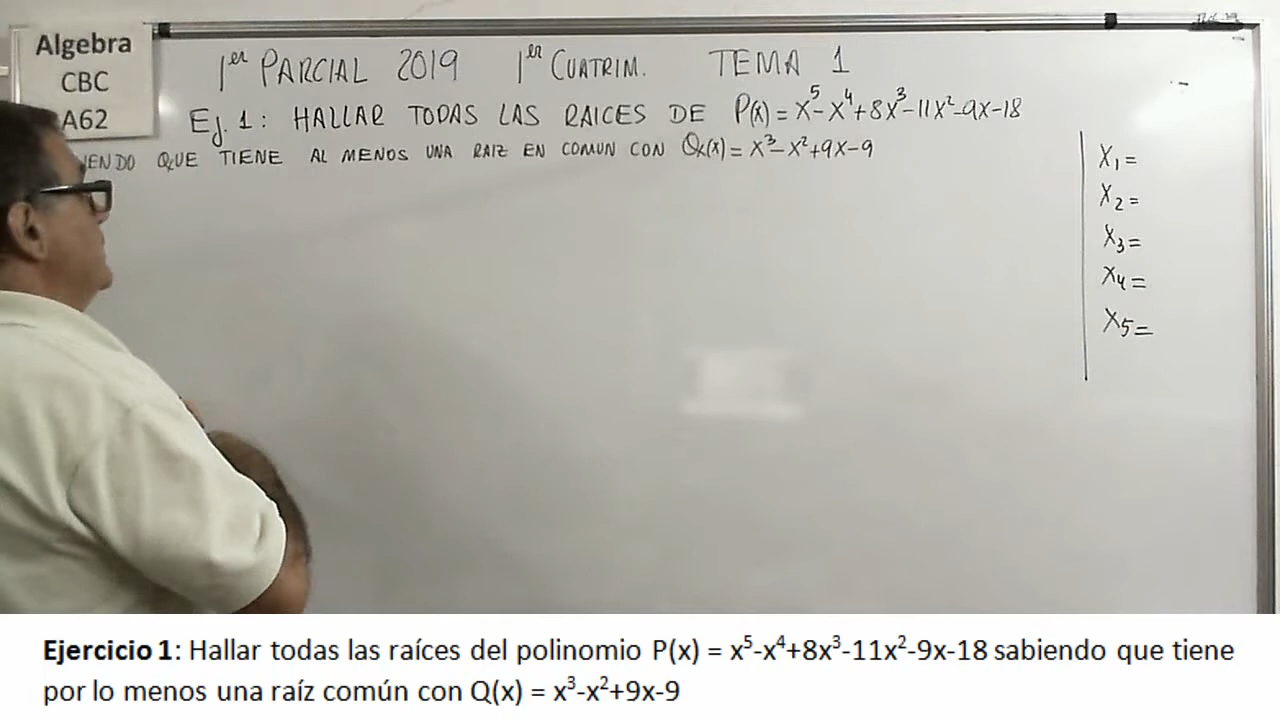 Algebra
CBC
A62
1er PARCIAL 2019 1er CUATRIM. TEMA 1
Ej. 1: HALLAR TODAS LAS RAICES DE P(x) = x⁵-x⁴+8x³-11x²-9x-18
ENDO QUE TIENE AL MENOS UNA RAIZ EN COMUN CON Q(x) = x³-x²+9x-9
X₁=
X₂=
X₃=
X₄=
X₅=
Ejercicio 1: Hallar todas las raíces del polinomio P(x) = x⁵-x⁴+8x³-11x²-9x-18 sabiendo que tiene
por lo menos una raíz común con Q(x) = x³-x²+9x-9